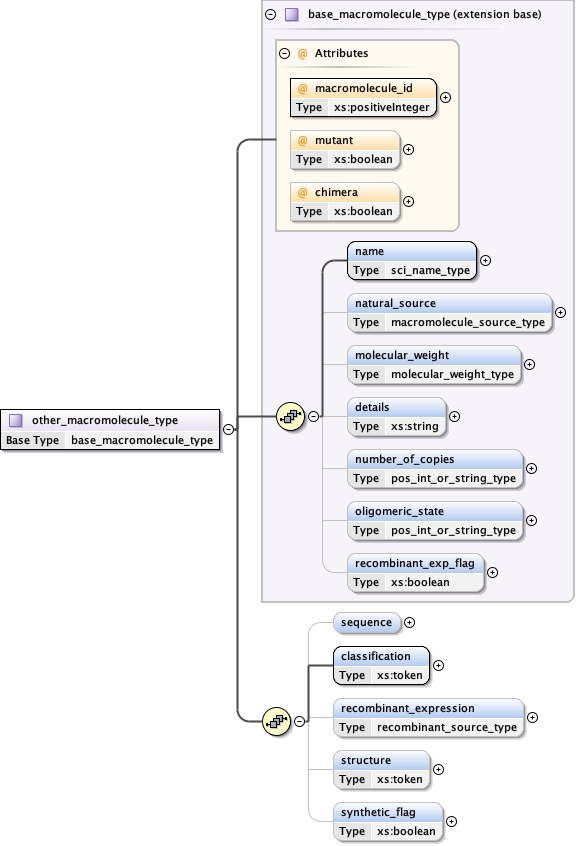 base_macromolecule_type (extension base)
@ Attributes
@ macromolecule_id
Type xs:positiveInteger
@ mutant
Type xs:boolean
@ chimera
Type xs:boolean
name
Type sci_name_type
natural_source
Type macromolecule_source_type
molecular_weight
Type molecular_weight_type
other_macromolecule_type
Base Type base_macromolecule_type
details
Type xs:string
number_of_copies
Type pos_int_or_string_type
oligomeric_state
Type pos_int_or_string_type
recombinant_exp_flag
Type xs:boolean
sequence
classification
Type xs:token
recombinant_expression
Type recombinant_source_type
structure
Type xs:token
synthetic_flag
Type xs:boolean